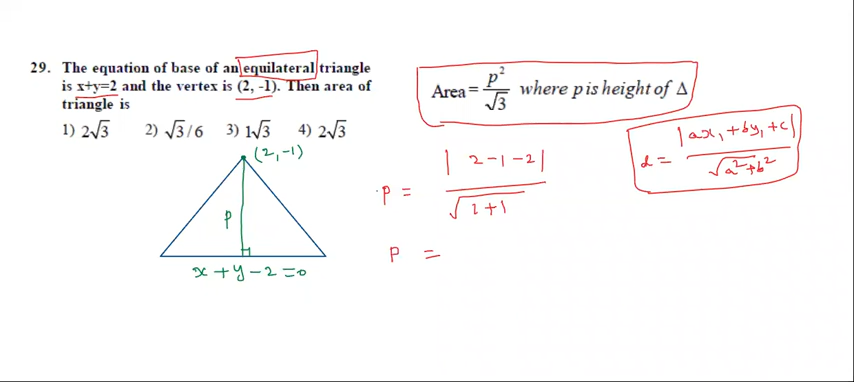 29. The equation of base of an equilateral triangle
is x+y=2 and the vertex is (2, -1). Then area of
triangle is
1) 2√3 2) √3/6 3) 1√3 4) 2√3
Area = p²/√3 where p is height of Δ
d = |ax₁ + by₁ + c| / √a² + b²
(2, -1)
P
x + y - 2 = 0
P = | 2 - 1 - 2 | / √1 + 1
P =